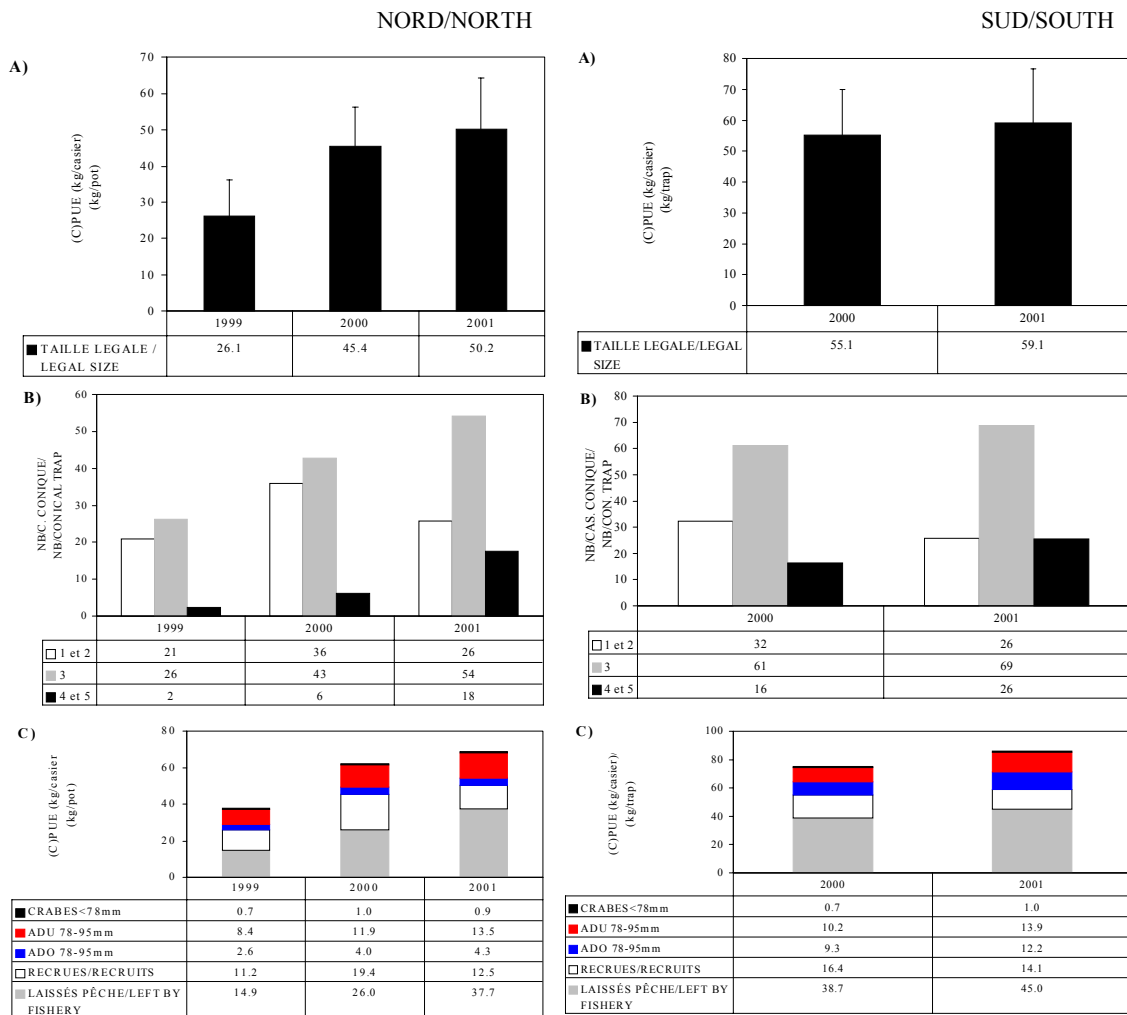 NORD/NORTH
A)
(C)PUE (kg/casier)
(kg/pot)
70
60
50
40
30
20
10
0
1999 2000 2001
TAILLE LEGALE / LEGAL SIZE 26.1 45.4 50.2
B)
NB/C. CONIQUE/
NB/CONICAL TRAP
60
50
40
30
20
10
0
1999 2000 2001
1 et 2 21 36 26
3 26 43 54
4 et 5 2 6 18
C)
(C)PUE (kg/casier)
(kg/pot)
80
60
40
20
0
1999 2000 2001
CRABES<78mm 0.7 1.0 0.9
ADU 78-95mm 8.4 11.9 13.5
ADO 78-95mm 2.6 4.0 4.3
RECRUES/RECRUITS 11.2 19.4 12.5
LAISSÉS PÊCHE/LEFT BY FISHERY 14.9 26.0 37.7
SUD/SOUTH
A)
(C)PUE (kg/casier)
(kg/trap)
80
70
60
50
40
30
20
10
0
2000 2001
TAILLE LEGALE/LEGAL SIZE 55.1 59.1
B)
NB/CAS. CONIQUE/
NB/CON. TRAP
80
70
60
50
40
30
20
10
0
2000 2001
1 et 2 32 26
3 61 69
4 et 5 16 26
C)
(C)PUE (kg/casier)/
kg/trap)
100
80
60
40
20
0
2000 2001
CRABES<78mm 0.7 1.0
ADU 78-95mm 10.2 13.9
ADO 78-95mm 9.3 12.2
RECRUES/RECRUITS 16.4 14.1
LAISSÉS PÊCHE/LEFT BY FISHERY 38.7 45.0